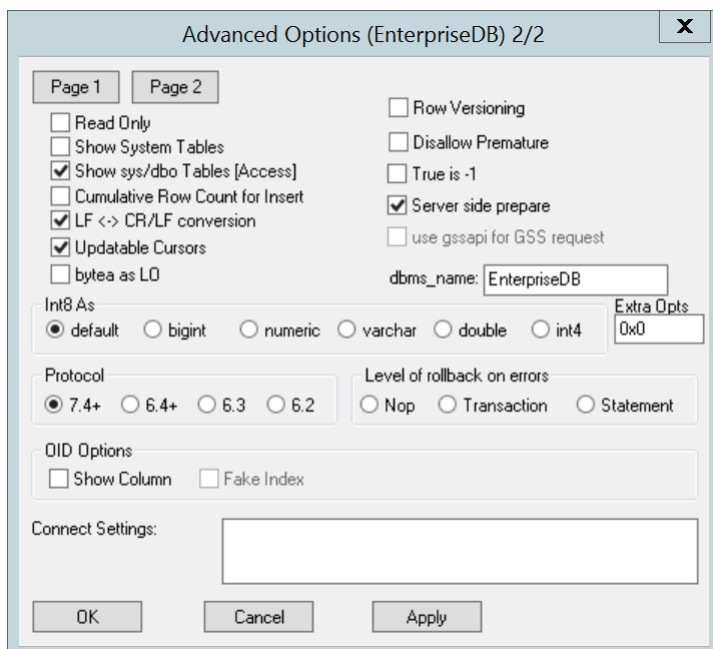 Advanced Options (EnterpriseDB) 2/2
X
Page 1 Page 2
Read Only
Show System Tables
Show sys/dbo Tables [Access]
Cumulative Row Count for Insert
LF <-> CR/LF conversion
Updatable Cursors
bytea as LO
Row Versioning
Disallow Premature
True is -1
Server side prepare
use gssapi for GSS request
dbms_name: EnterpriseDB
Int8 As
default bigint numeric varchar double int4
Extra Opts
0x0
Protocol
7.4+ 6.4+ 6.3 6.2
Level of rollback on errors
Nop Transaction Statement
OID Options
Show Column Fake Index
Connect Settings:
OK Cancel Apply